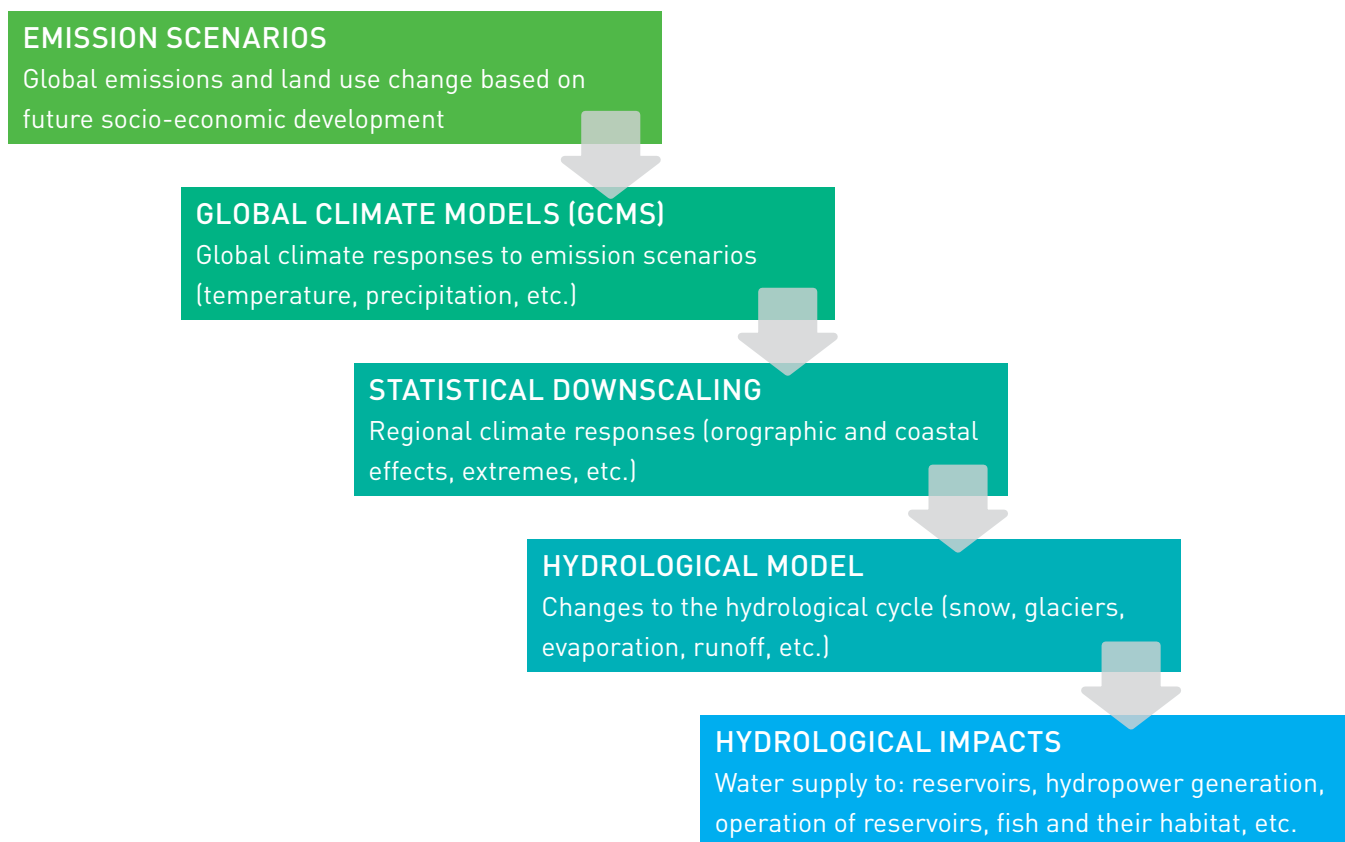 EMISSION SCENARIOS
Global emissions and land use change based on
future socio-economic development
GLOBAL CLIMATE MODELS (GCMS)
Global climate responses to emission scenarios
(temperature, precipitation, etc.)
STATISTICAL DOWNSCALING
Regional climate responses (orographic and coastal
effects, extremes, etc.)
HYDROLOGICAL MODEL
Changes to the hydrological cycle (snow, glaciers,
evaporation, runoff, etc.)
HYDROLOGICAL IMPACTS
Water supply to: reservoirs, hydropower generation,
operation of reservoirs, fish and their habitat, etc.